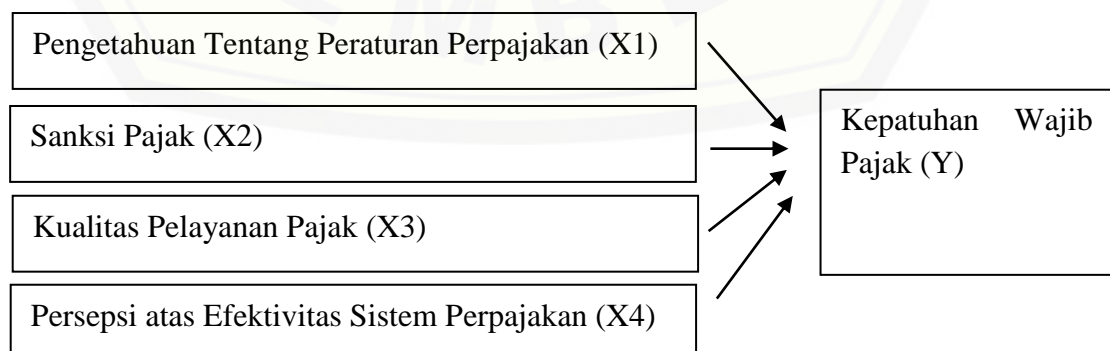 Pengetahuan Tentang Peraturan Perpajakan (X1)
Sanksi Pajak (X2)
Kualitas Pelayanan Pajak (X3)
Persepsi atas Efektivitas Sistem Perpajakan (X4)
Kepatuhan Wajib
Pajak (Y)